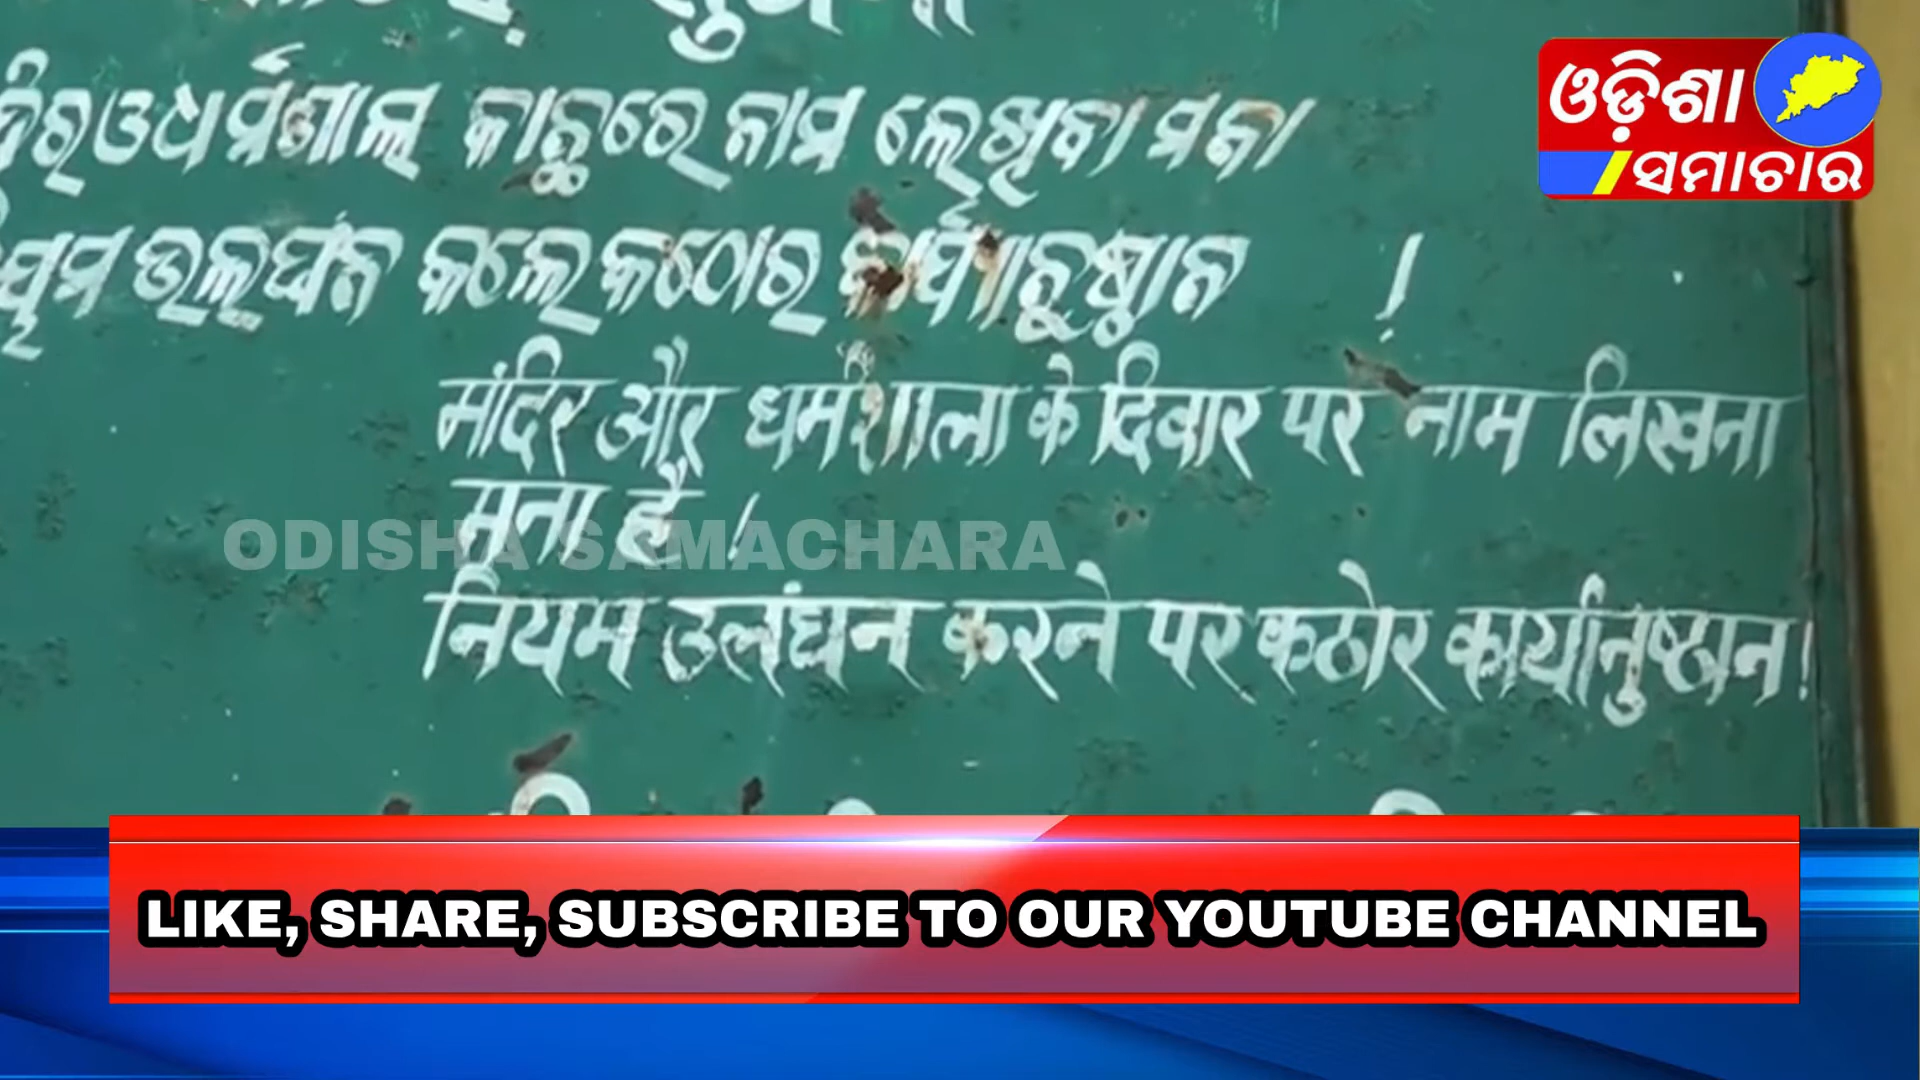 ଓଡ଼ିଶା
ସମାଚାର
ଧର୍ମଶାଲା କାନ୍ଥରେ ନାମ ଲେଖିବା ମନା
ଉଲ୍ଲଘଂନ କଲେ କଠୋର କାର୍ଯ୍ୟାନୁଷ୍ଠାନ !
मंदिर और धर्मशाला के दिवार पर नाम लिखना
मना है !
ODISHA SAMACHARA
नियम उलंघन करने पर कठोर कार्यानुष्ठान !
LIKE, SHARE, SUBSCRIBE TO OUR YOUTUBE CHANNEL